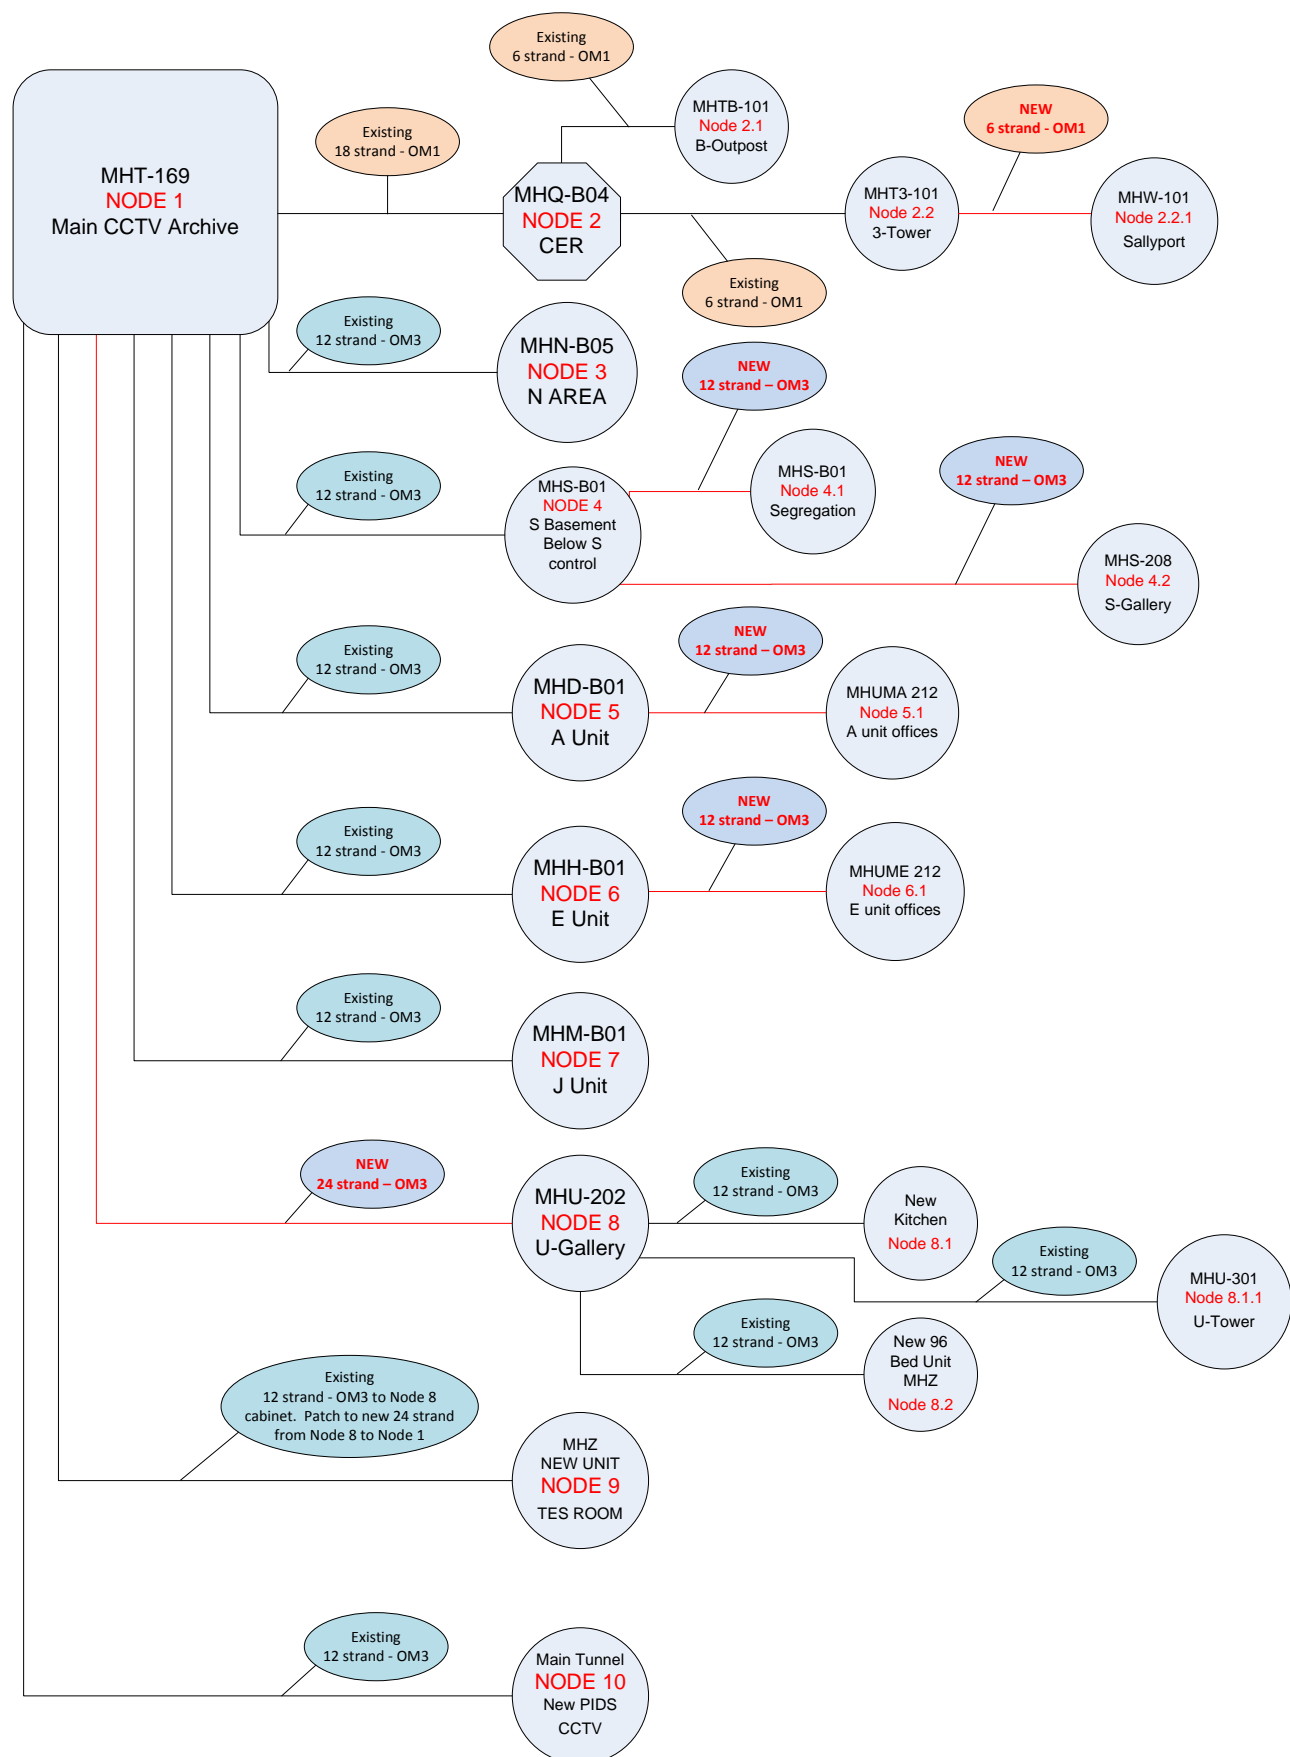 Existing
6 strand - OM1
MHT-169
NODE 1
Main CCTV Archive
Existing
18 strand - OM1
MHQ-B04
NODE 2
CER
MHTB-101
Node 2.1
B-Outpost
MHT3-101
Node 2.2
3-Tower
NEW
6 strand - OM1
MHW-101
Node 2.2.1
Sallyport
Existing
6 strand - OM1
Existing
12 strand - OM3
MHN-B05
NODE 3
N AREA
NEW
12 strand – OM3
Existing
12 strand - OM3
MHS-B01
NODE 4
S Basement
Below S
control
MHS-B01
Node 4.1
Segregation
NEW
12 strand – OM3
MHS-208
Node 4.2
S-Gallery
Existing
12 strand - OM3
MHD-B01
NODE 5
A Unit
NEW
12 strand – OM3
MHUMA 212
Node 5.1
A unit offices
Existing
12 strand - OM3
MHH-B01
NODE 6
E Unit
NEW
12 strand – OM3
MHUME 212
Node 6.1
E unit offices
Existing
12 strand - OM3
MHM-B01
NODE 7
J Unit
NEW
24 strand – OM3
MHU-202
NODE 8
U-Gallery
Existing
12 strand - OM3
New
Kitchen
Node 8.1
Existing
12 strand - OM3
MHU-301
Node 8.1.1
U-Tower
Existing
12 strand - OM3
New 96
Bed Unit
MHZ
Node 8.2
Existing
12 strand - OM3 to Node 8
cabinet. Patch to new 24 strand
from Node 8 to Node 1
MHZ
NEW UNIT
NODE 9
TES ROOM
Existing
12 strand - OM3
Main Tunnel
NODE 10
New PIDS
CCTV